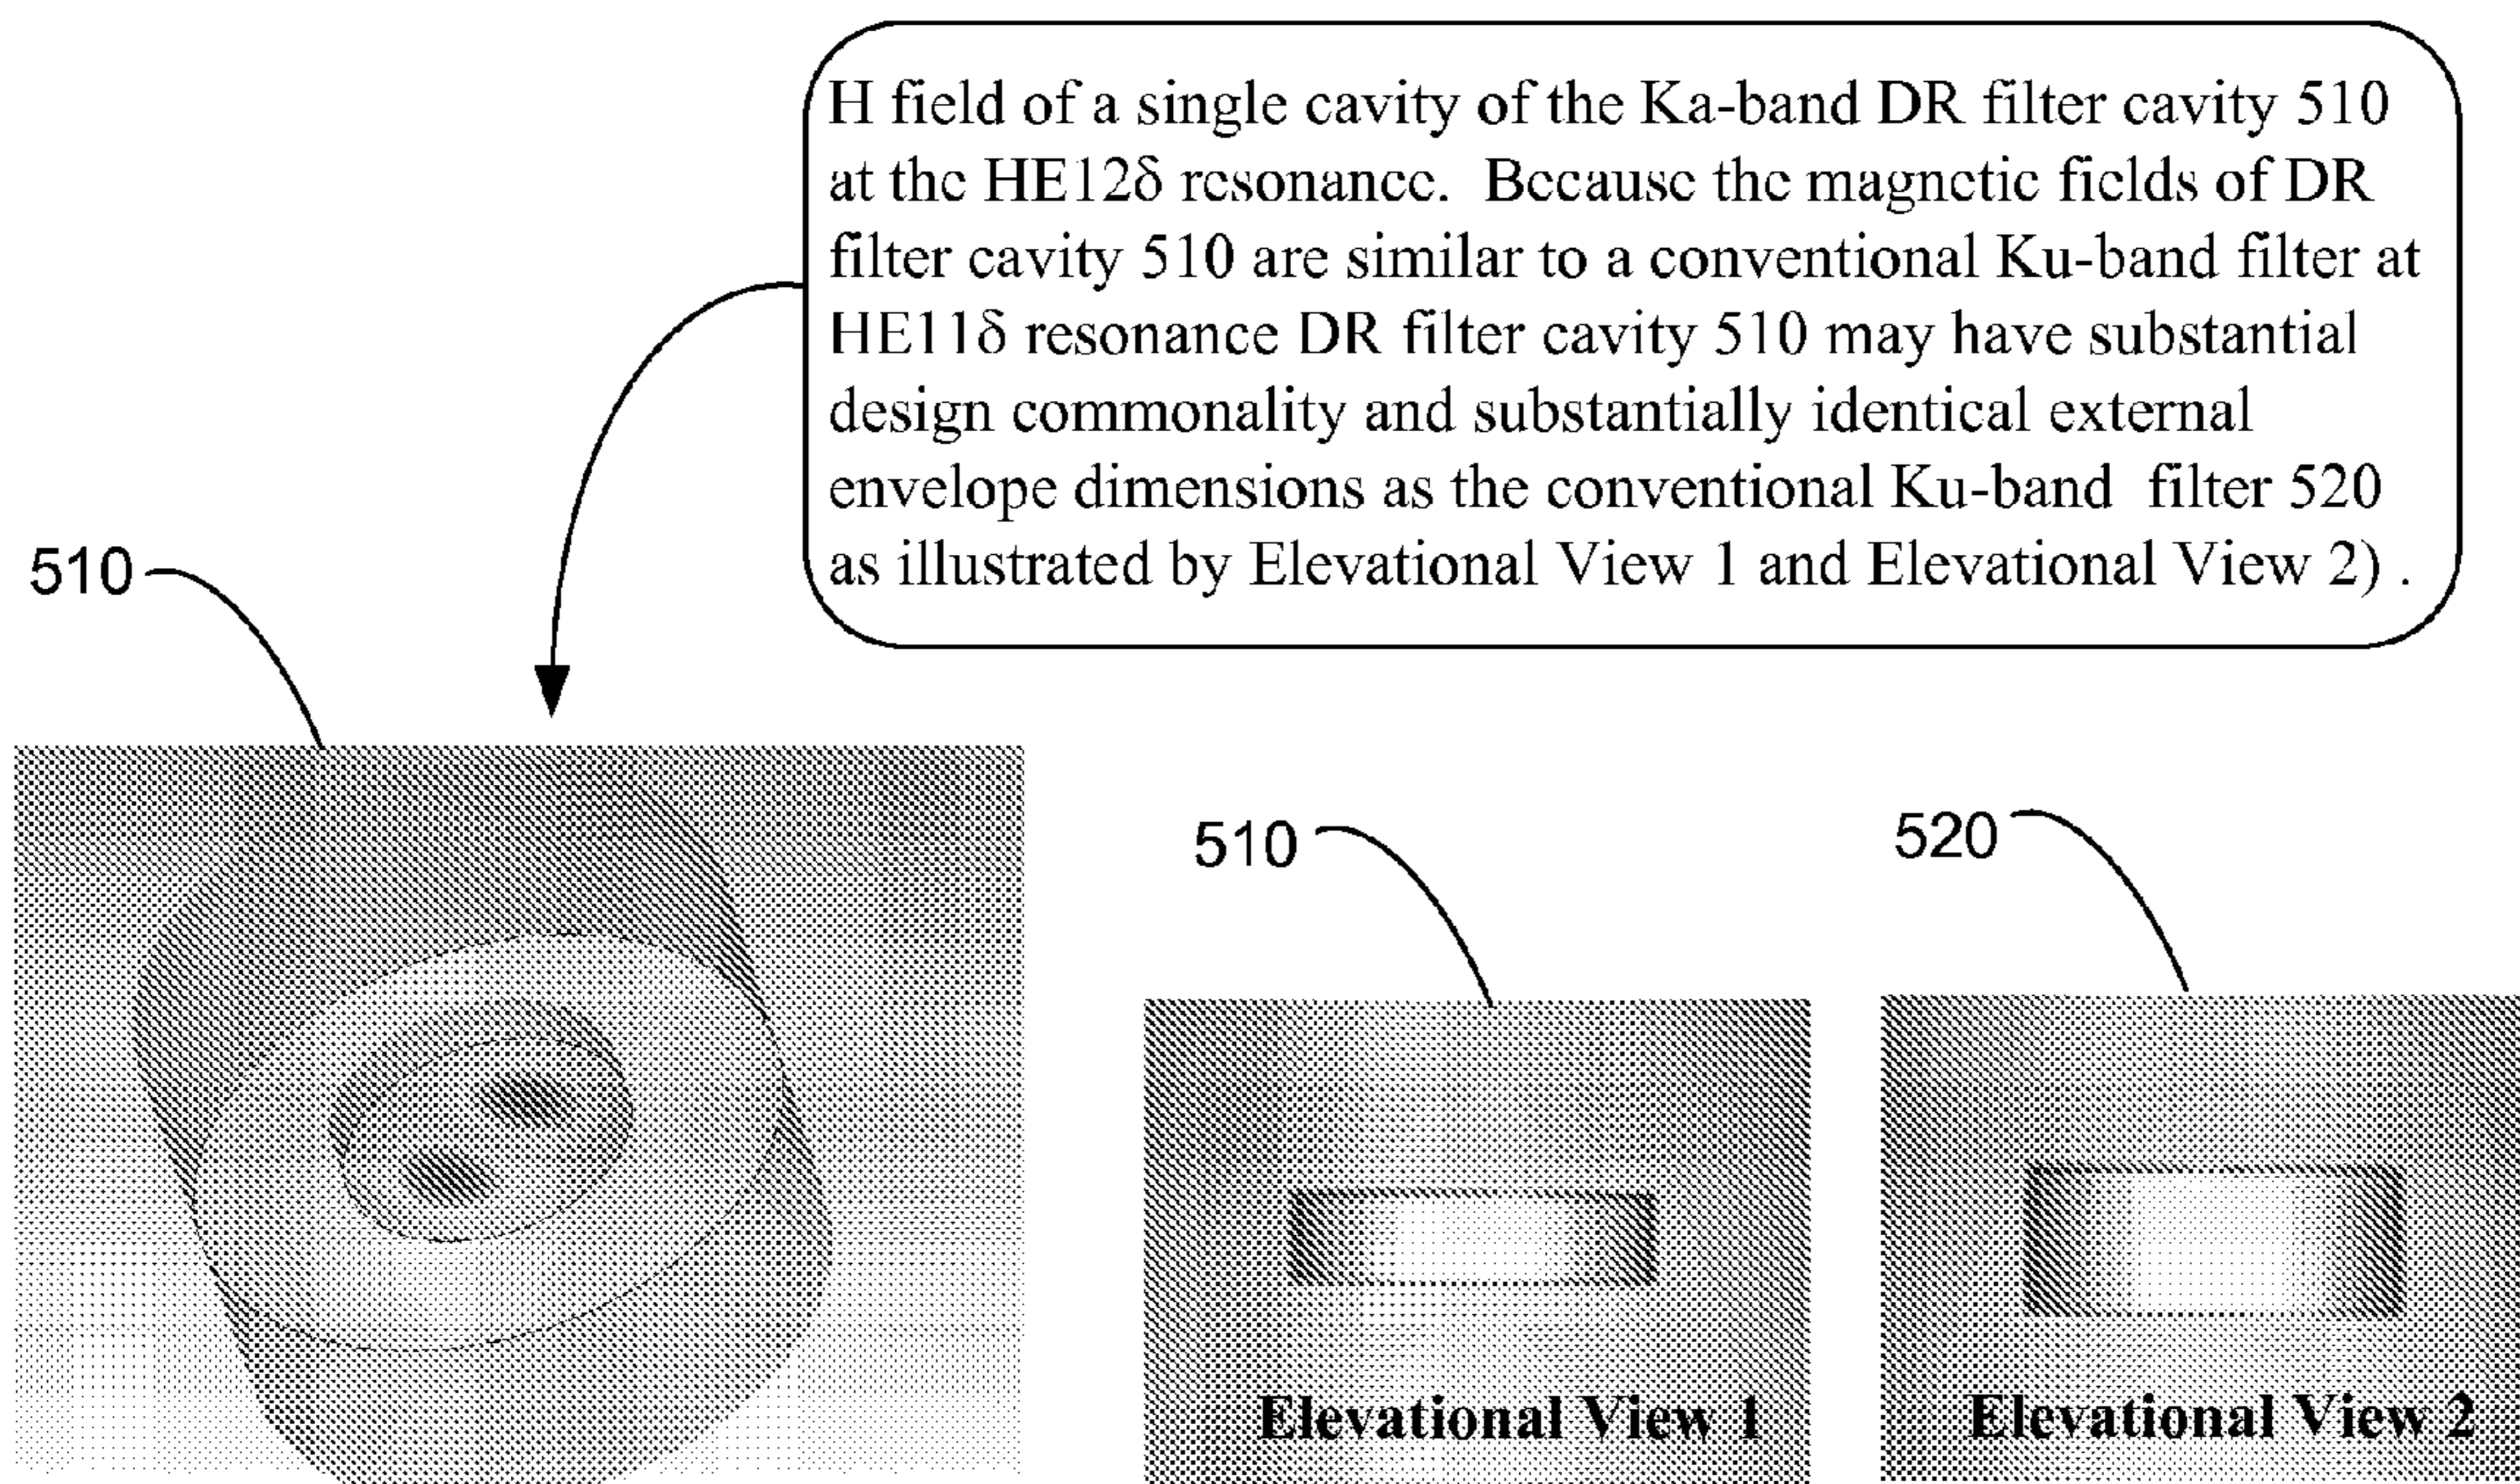 H field of a single cavity of the Ka-band DR filter cavity 510
at the HE12δ resonance. Because the magnetic fields of DR
filter cavity 510 are similar to a conventional Ku-band filter at
HE11δ resonance DR filter cavity 510 may have substantial
design commonality and substantially identical external
envelope dimensions as the conventional Ku-band filter 520
as illustrated by Elevational View 1 and Elevational View 2) .
510
510
520
Elevational View 1
Elevational View 2